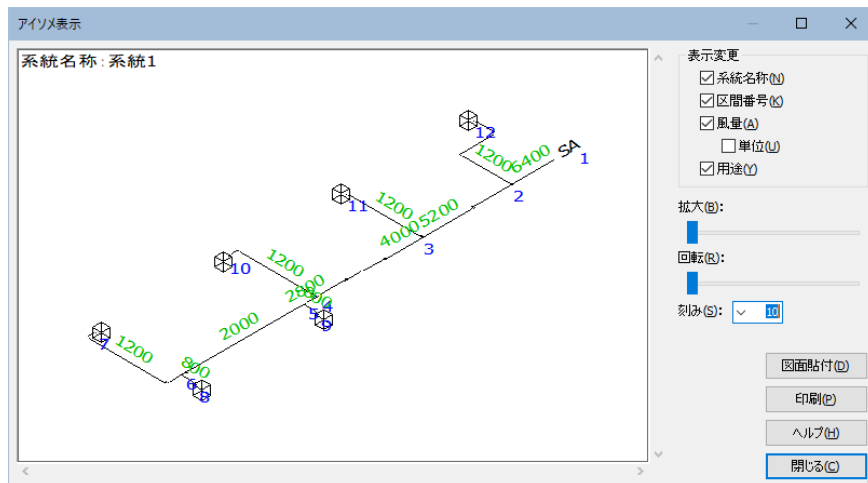 アイソメ表示
系統名称:系統1
12
SA
1
1200
6400
2
11
1200
5200
4000
3
10
1200
2800
800
4
5
9
2000
7
1200
800
6
8
表示変更
系統名称(N)
区間番号(K)
風量(A)
単位(U)
用途(Y)
拡大(B):
回転(R):
刻み(S):
10
図面貼付(D)
印刷(P)
ヘルプ(H)
閉じる(C)